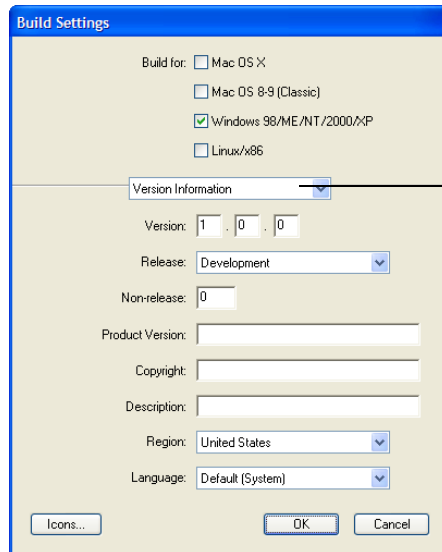 Build Settings
Build for: Mac OS X
Mac OS 8-9 (Classic)
Windows 98/ME/NT/2000/XP
Linux/x86
Version Information
Version: 1 . 0 . 0
Release: Development
Non-release: 0
Product Version:
Copyright:
Description:
Region: United States
Language: Default (System)
Icons... OK Cancel